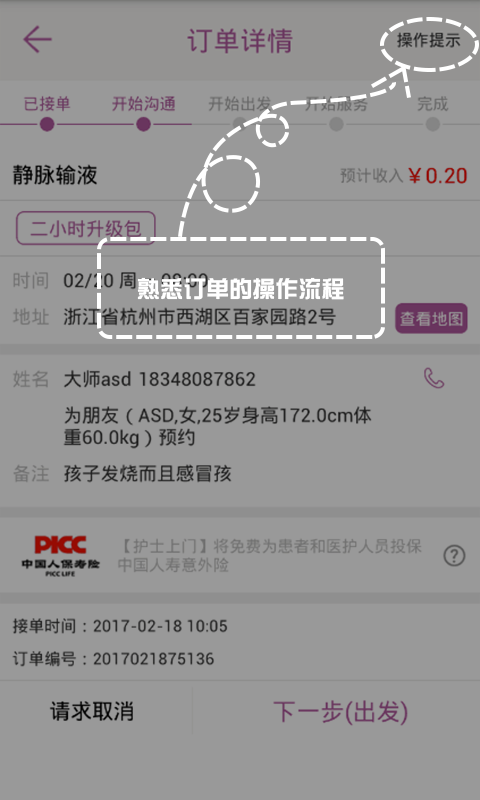 订单详情
操作提示
已接单 开始沟通 开始出发 开始服务 完成
静脉输液 预计收入 ¥0.20
二小时升级包
时间 02/20
熟悉订单的操作流程
地址 浙江省杭州市西湖区百家园路2号 查看地图
姓名 大师asd 18348087862
为朋友（ASD,女,25岁身高172.0cm体
重60.0kg）预约
备注 孩子发烧而且感冒孩
PICC
中国人保寿险
PICC LIFE
【护士上门】将免费为患者和医护人员投保
中国人寿意外险
接单时间：2017-02-18 10:05
订单编号：2017021875136
请求取消 下一步(出发)